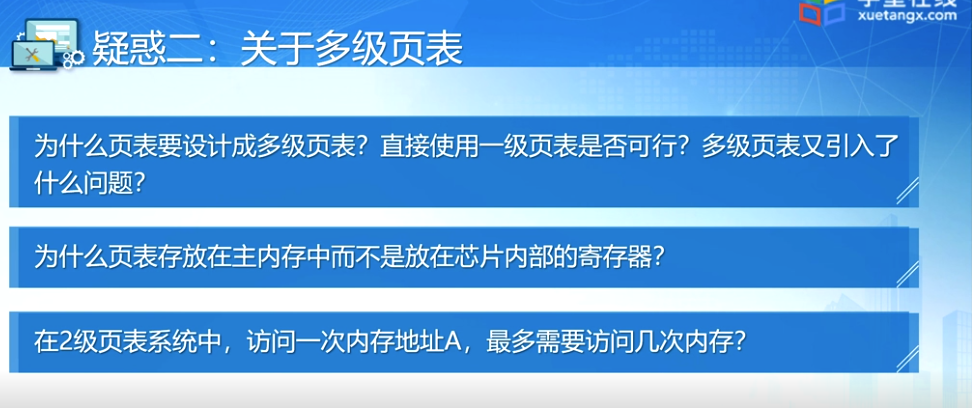 xuetangx.com
疑惑二：关于多级页表
为什么页表要设计成多级页表？直接使用一级页表是否可行？多级页表又引入了
什么问题？
为什么页表存放在主内存中而不是放在芯片内部的寄存器？
在2级页表系统中，访问一次内存地址A，最多需要访问几次内存？